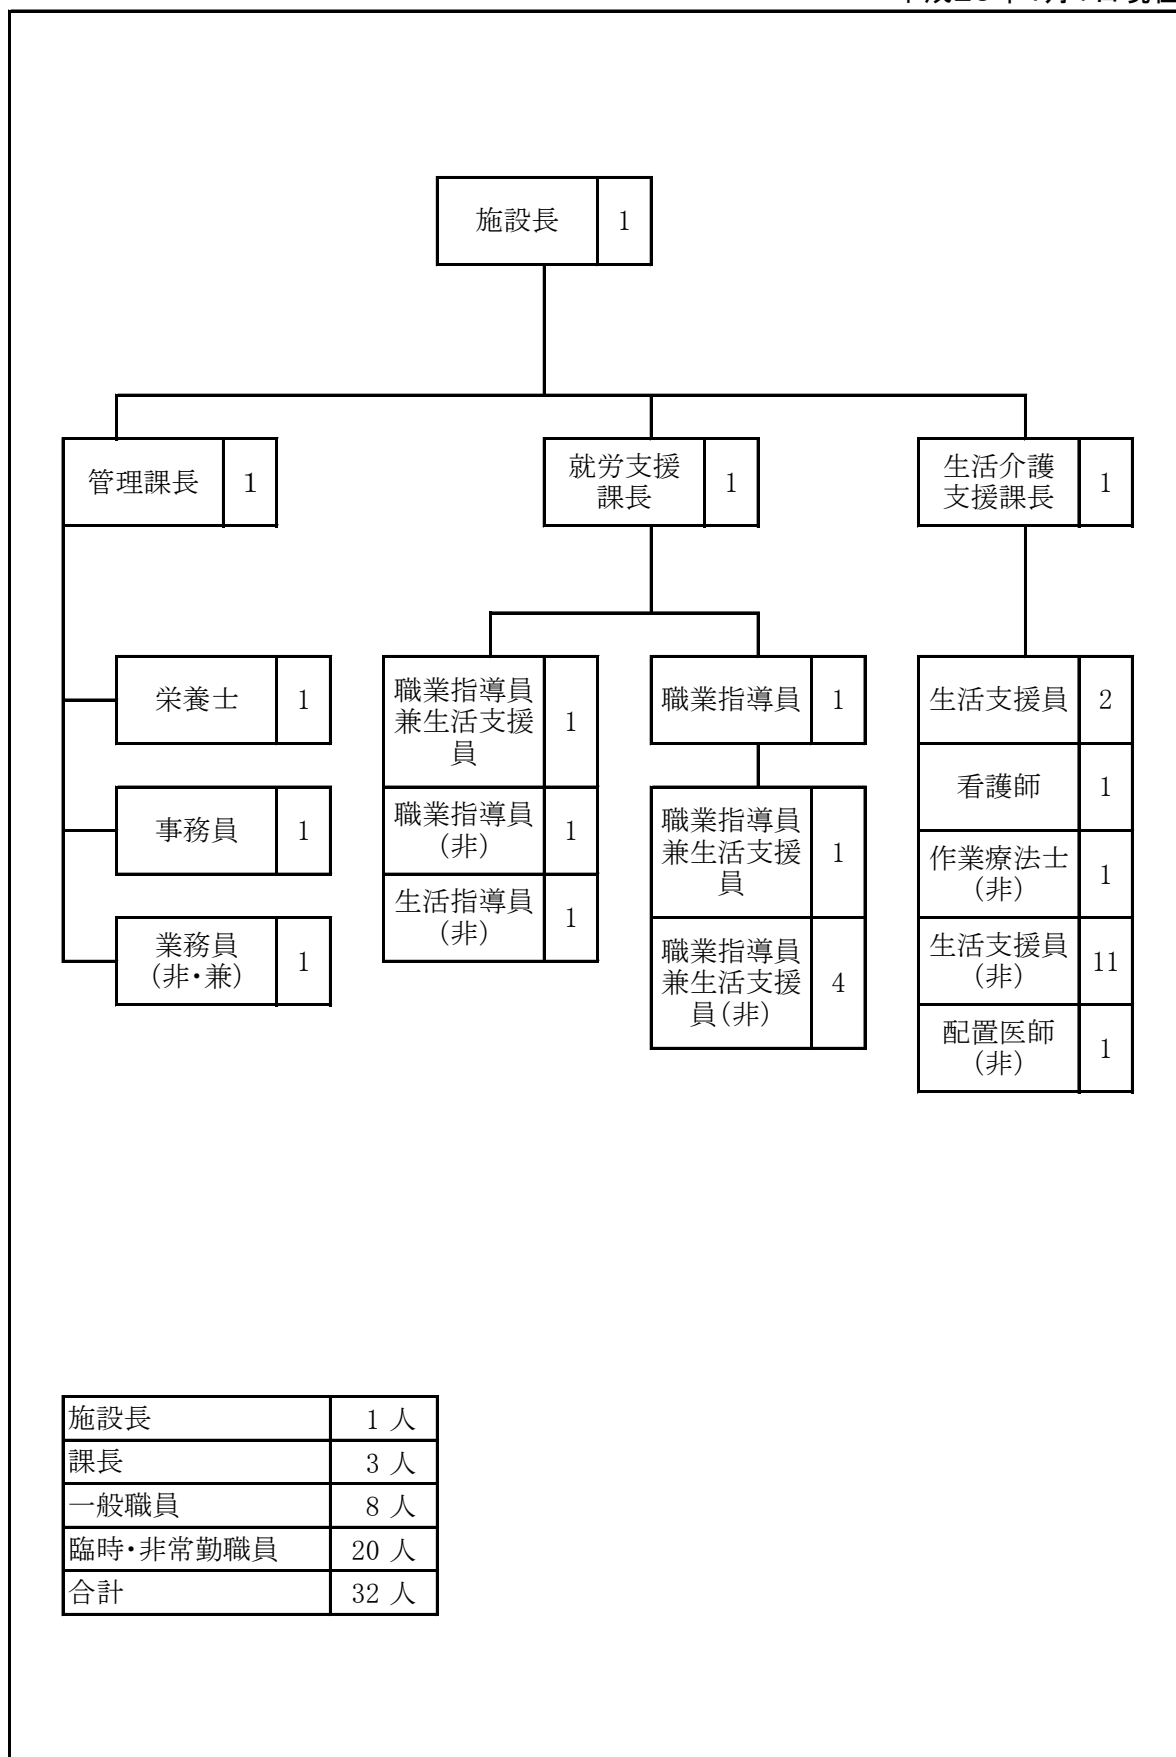 施設長 1
管理課長 1
就労支援
課長 1
生活介護
支援課長 1
栄養士 1
事務員 1
業務員
(非・兼) 1
職業指導員
兼生活支援
員 1
職業指導員
(非) 1
生活指導員
(非) 1
職業指導員 1
職業指導員
兼生活支援
員 1
職業指導員
兼生活支援
員(非) 4
生活支援員 2
看護師 1
作業療法士
(非) 1
生活支援員
(非) 11
配置医師
(非) 1
施設長 1 人
課長 3 人
一般職員 8 人
臨時・非常勤職員 20 人
合計 32 人